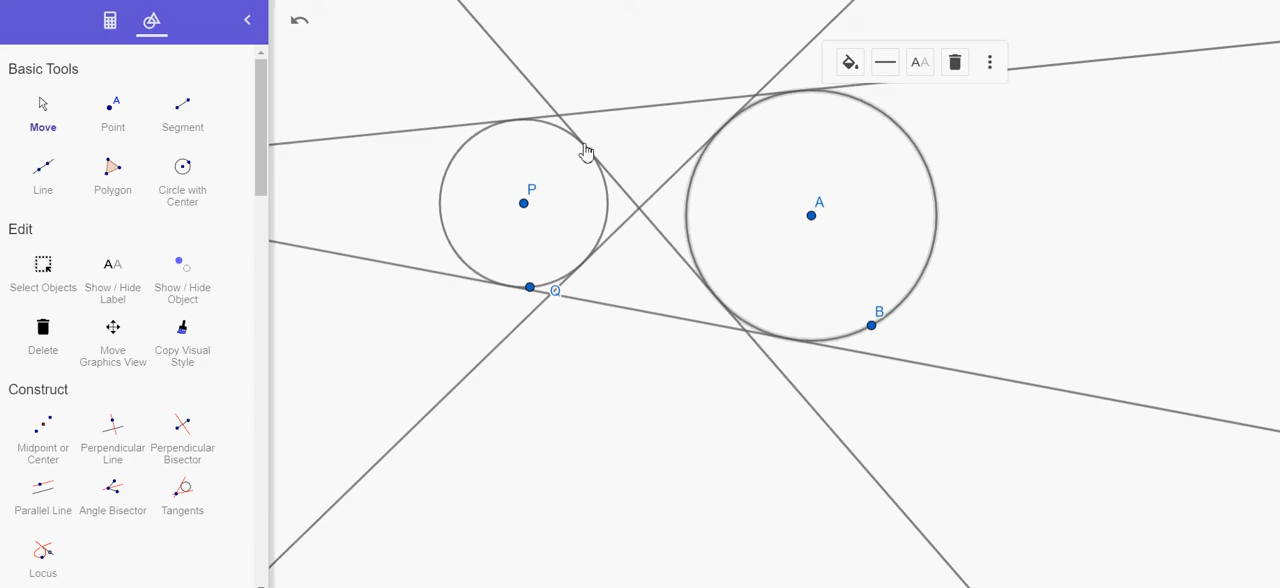 Basic Tools
Move
Point
Segment
Line
Polygon
Circle with
Center
Edit
Select Objects
Show / Hide
Label
Show / Hide
Object
Delete
Move
Graphics View
Copy Visual
Style
Construct
Midpoint or
Center
Perpendicular
Line
Perpendicular
Bisector
Parallel Line
Angle Bisector
Tangents
Locus
AA
P
A
Q
B